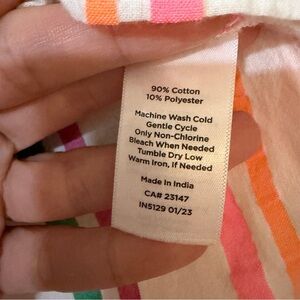 90% Cotton
10% Polyester
Machine Wash Cold
Gentle Cycle
Only Non-Chlorine
Bleach When Needed
Tumble Dry Low
Warm Iron, If Needed
Made in India
CA# 23147
IN5129 01/23